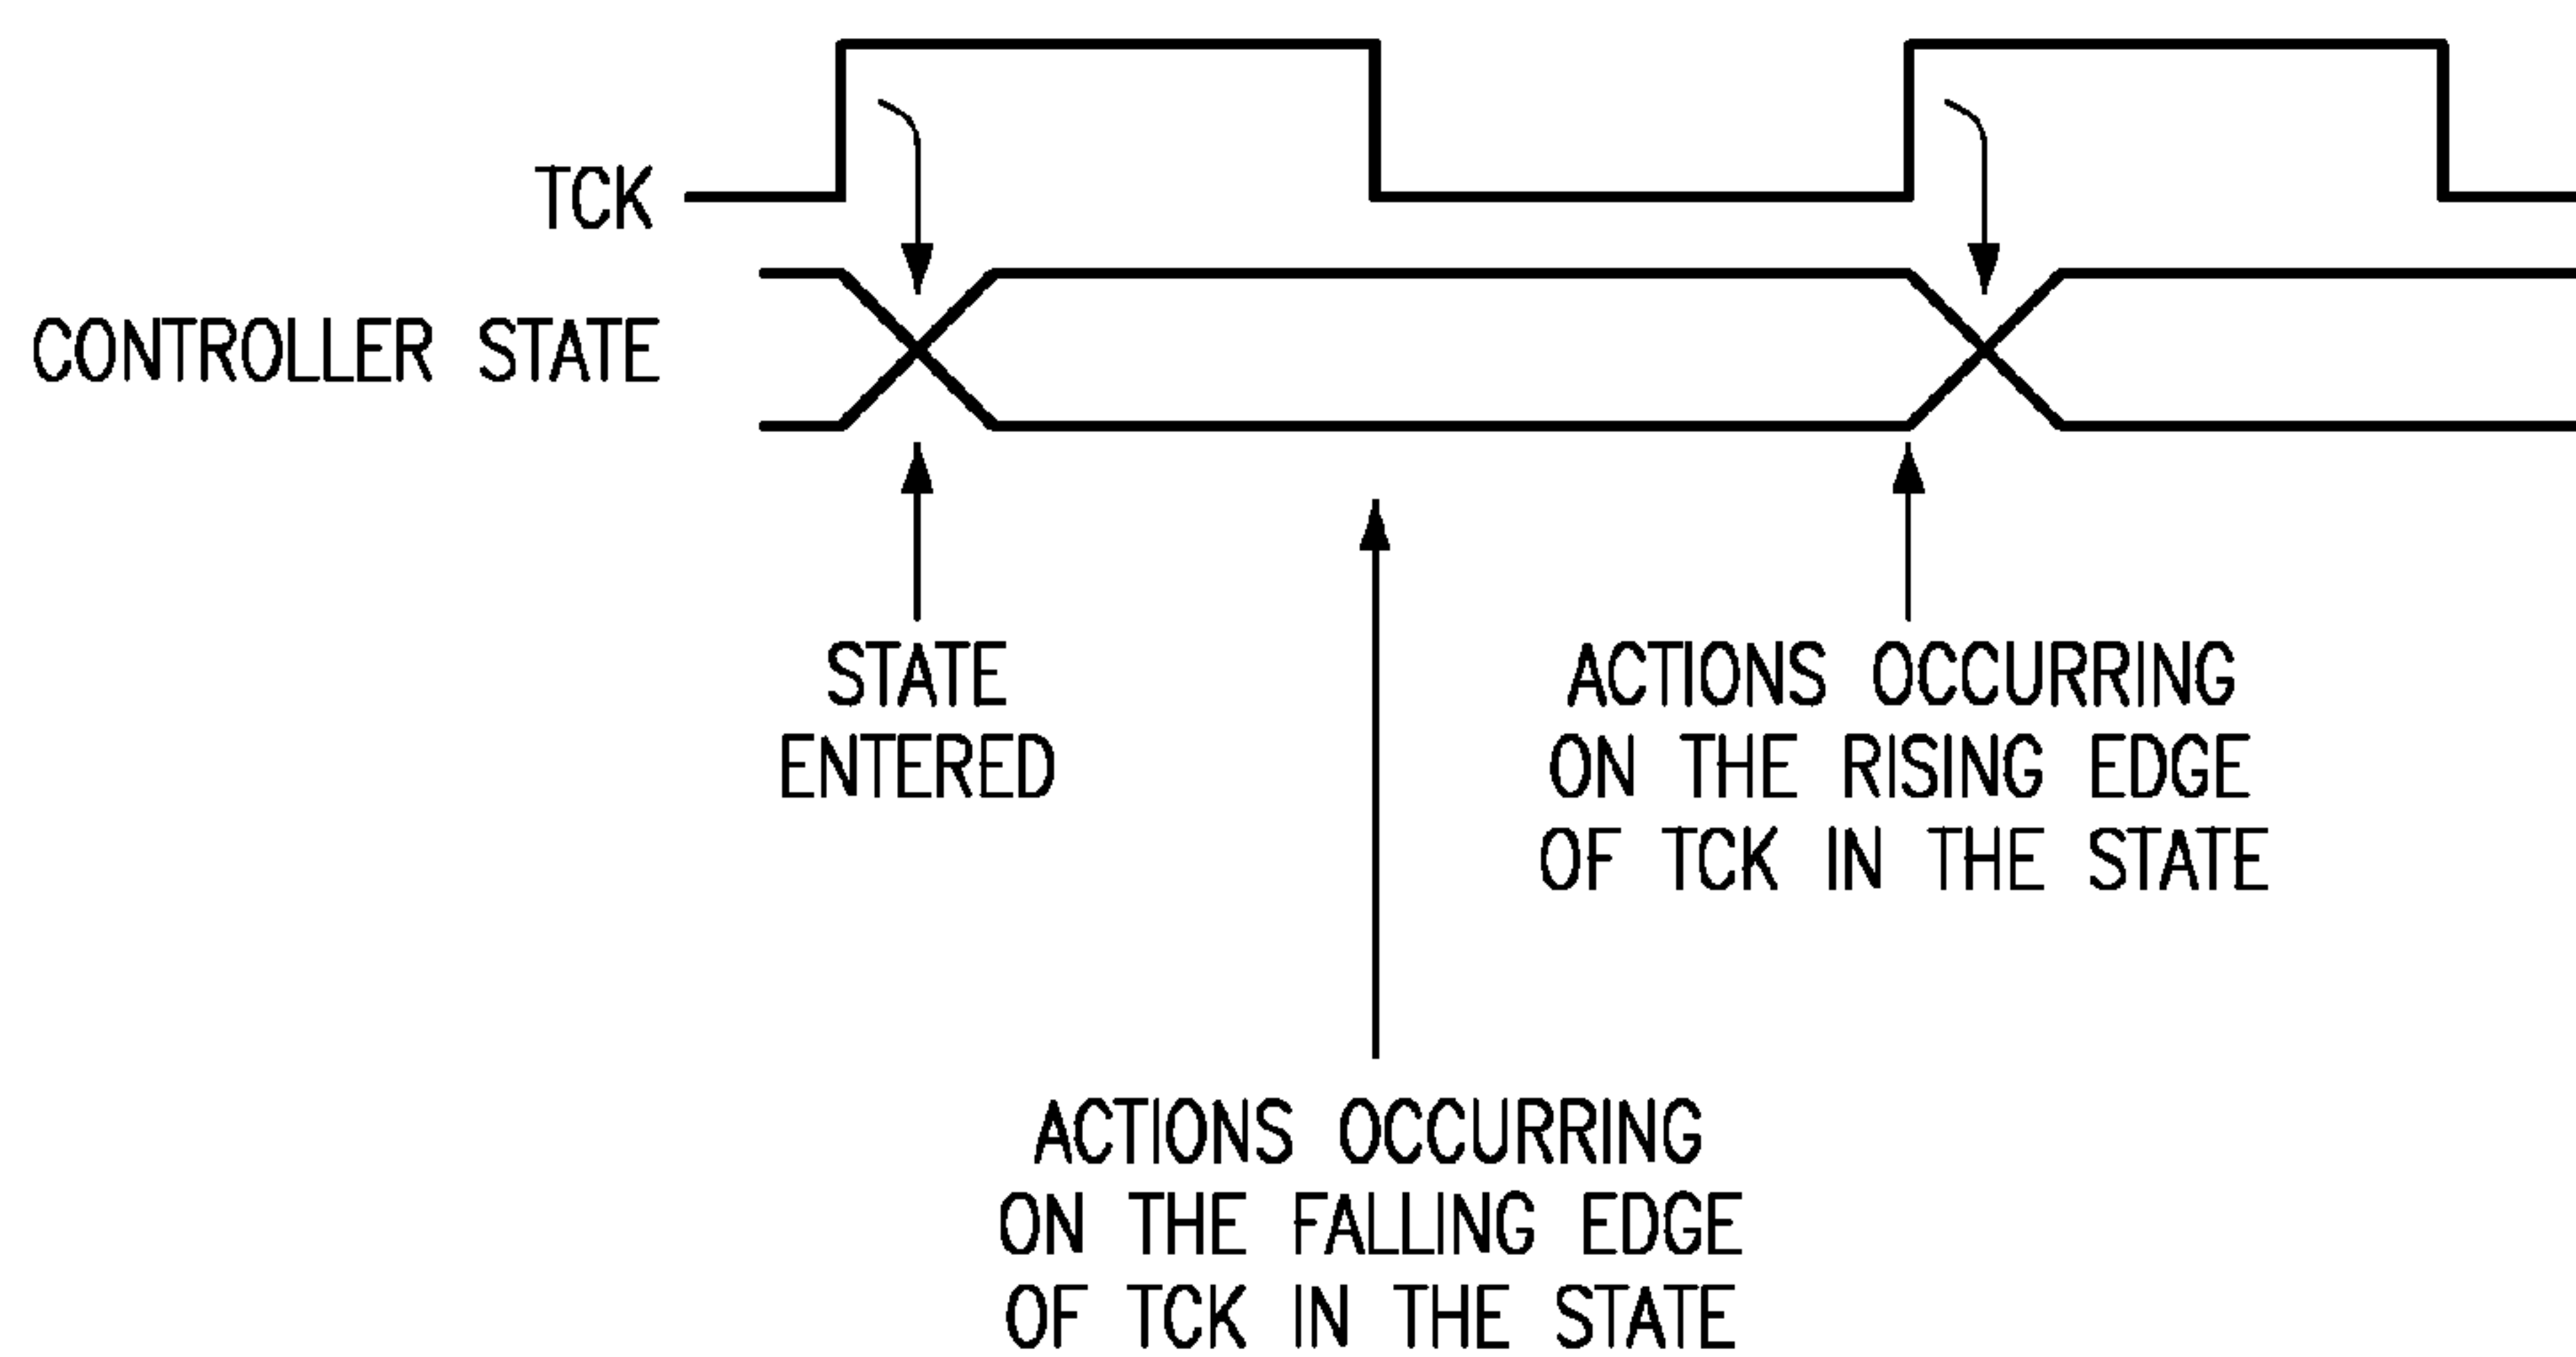 TCK
CONTROLLER STATE
STATE
ENTERED
ACTIONS OCCURRING
ON THE RISING EDGE
OF TCK IN THE STATE
ACTIONS OCCURRING
ON THE FALLING EDGE
OF TCK IN THE STATE